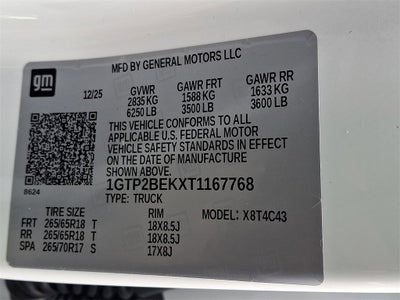 gm
MFD BY GENERAL MOTORS LLC
12/25 GVWR GAWR FRT GAWR RR
2835 KG 1588 KG 1633 KG
6250 LB 3500 LB 3600 LB
THIS VEHICLE CONFORMS TO ALL
APPLICABLE U.S. FEDERAL MOTOR
VEHICLE SAFETY STANDARDS IN EFFECT
ON THE DATE OF MANUFACTURE
SHOWN ABOVE.
8624 1GTP2BEKXT1167768
TYPE: TRUCK
TIRE SIZE RIM MODEL: X8T4C43
FRT 265/65R18 T 18X8.5J
RR 265/65R18 T 18X8.5J
SPA 265/70R17 S 17X8J